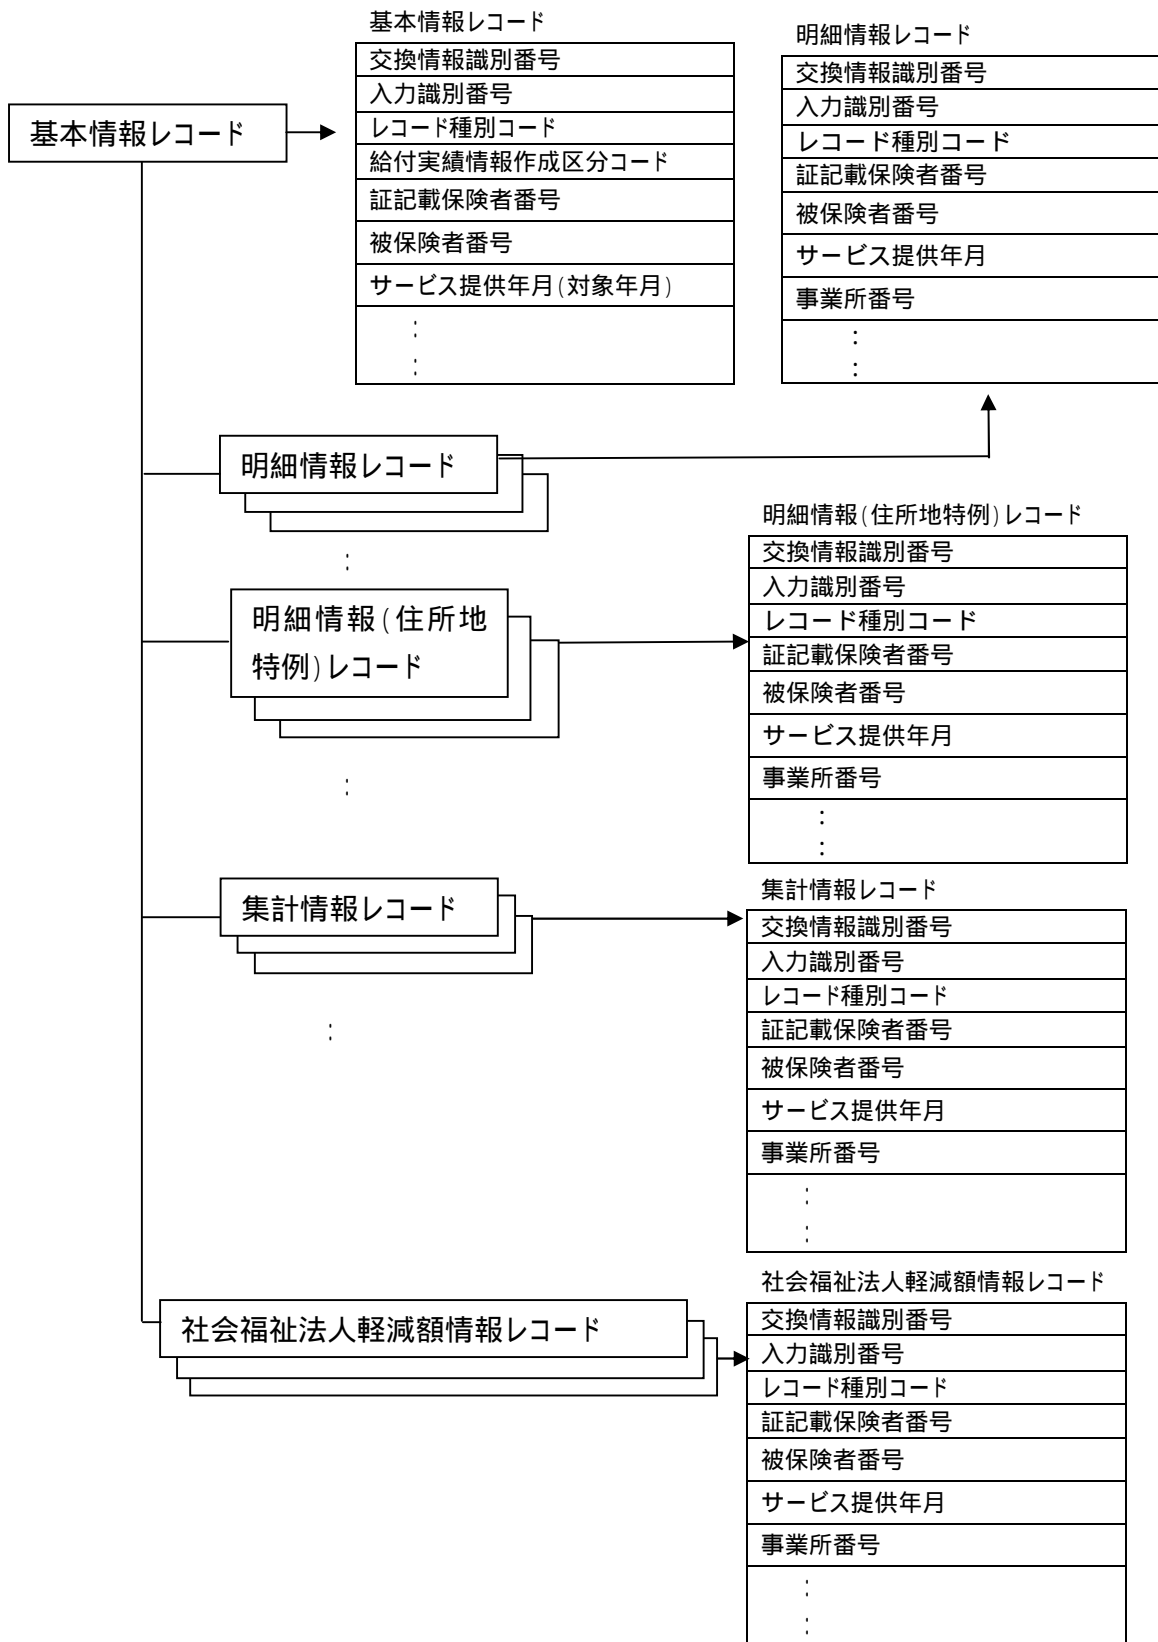 基本情報レコード
基本情報レコード
交換情報識別番号
入力識別番号
レコード種別コード
給付実績情報作成区分コード
証記載保険者番号
被保険者番号
サービス提供年月(対象年月)
:
:
明細情報レコード
交換情報識別番号
入力識別番号
レコード種別コード
証記載保険者番号
被保険者番号
サービス提供年月
事業所番号
:
:
明細情報レコード
:
明細情報(住所地
特例)レコード
:
明細情報(住所地特例)レコード
交換情報識別番号
入力識別番号
レコード種別コード
証記載保険者番号
被保険者番号
サービス提供年月
事業所番号
:
:
集計情報レコード
:
集計情報レコード
交換情報識別番号
入力識別番号
レコード種別コード
証記載保険者番号
被保険者番号
サービス提供年月
事業所番号
:
:
社会福祉法人軽減額情報レコード
社会福祉法人軽減額情報レコード
交換情報識別番号
入力識別番号
レコード種別コード
証記載保険者番号
被保険者番号
サービス提供年月
事業所番号
:
: